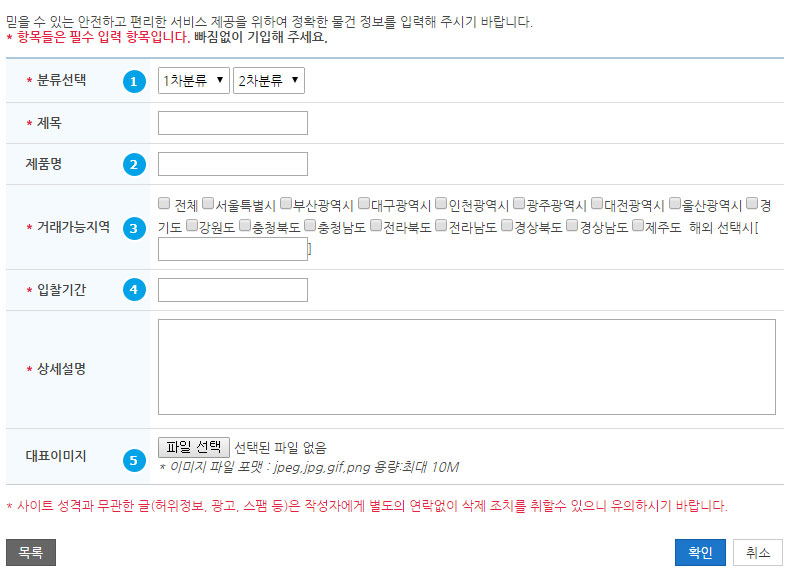 믿을 수 있는 안전하고 편리한 서비스 제공을 위하여 정확한 물건 정보를 입력해 주시기 바랍니다.
* 항목들은 필수 입력 항목입니다. 빠짐없이 기입해 주세요.
* 분류선택 1 1차분류 ▼ 2차분류 ▼
* 제목
제품명 2
* 거래가능지역 3
전체 서울특별시 부산광역시 대구광역시 인천광역시 광주광역시 대전광역시 울산광역시 경
기도 강원도 충청북도 충청남도 전라북도 전라남도 경상북도 경상남도 제주도 해외 선택시[
]
* 입찰기간 4
* 상세설명
대표이미지 5
파일 선택 선택된 파일 없음
* 이미지 파일 포맷 : jpeg,jpg,gif,png 용량:최대 10M
* 사이트 성격과 무관한 글(허위정보, 광고, 스팸 등)은 작성자에게 별도의 연락없이 삭제 조치를 취할수 있으니 유의하시기 바랍니다.
목록 확인 취소